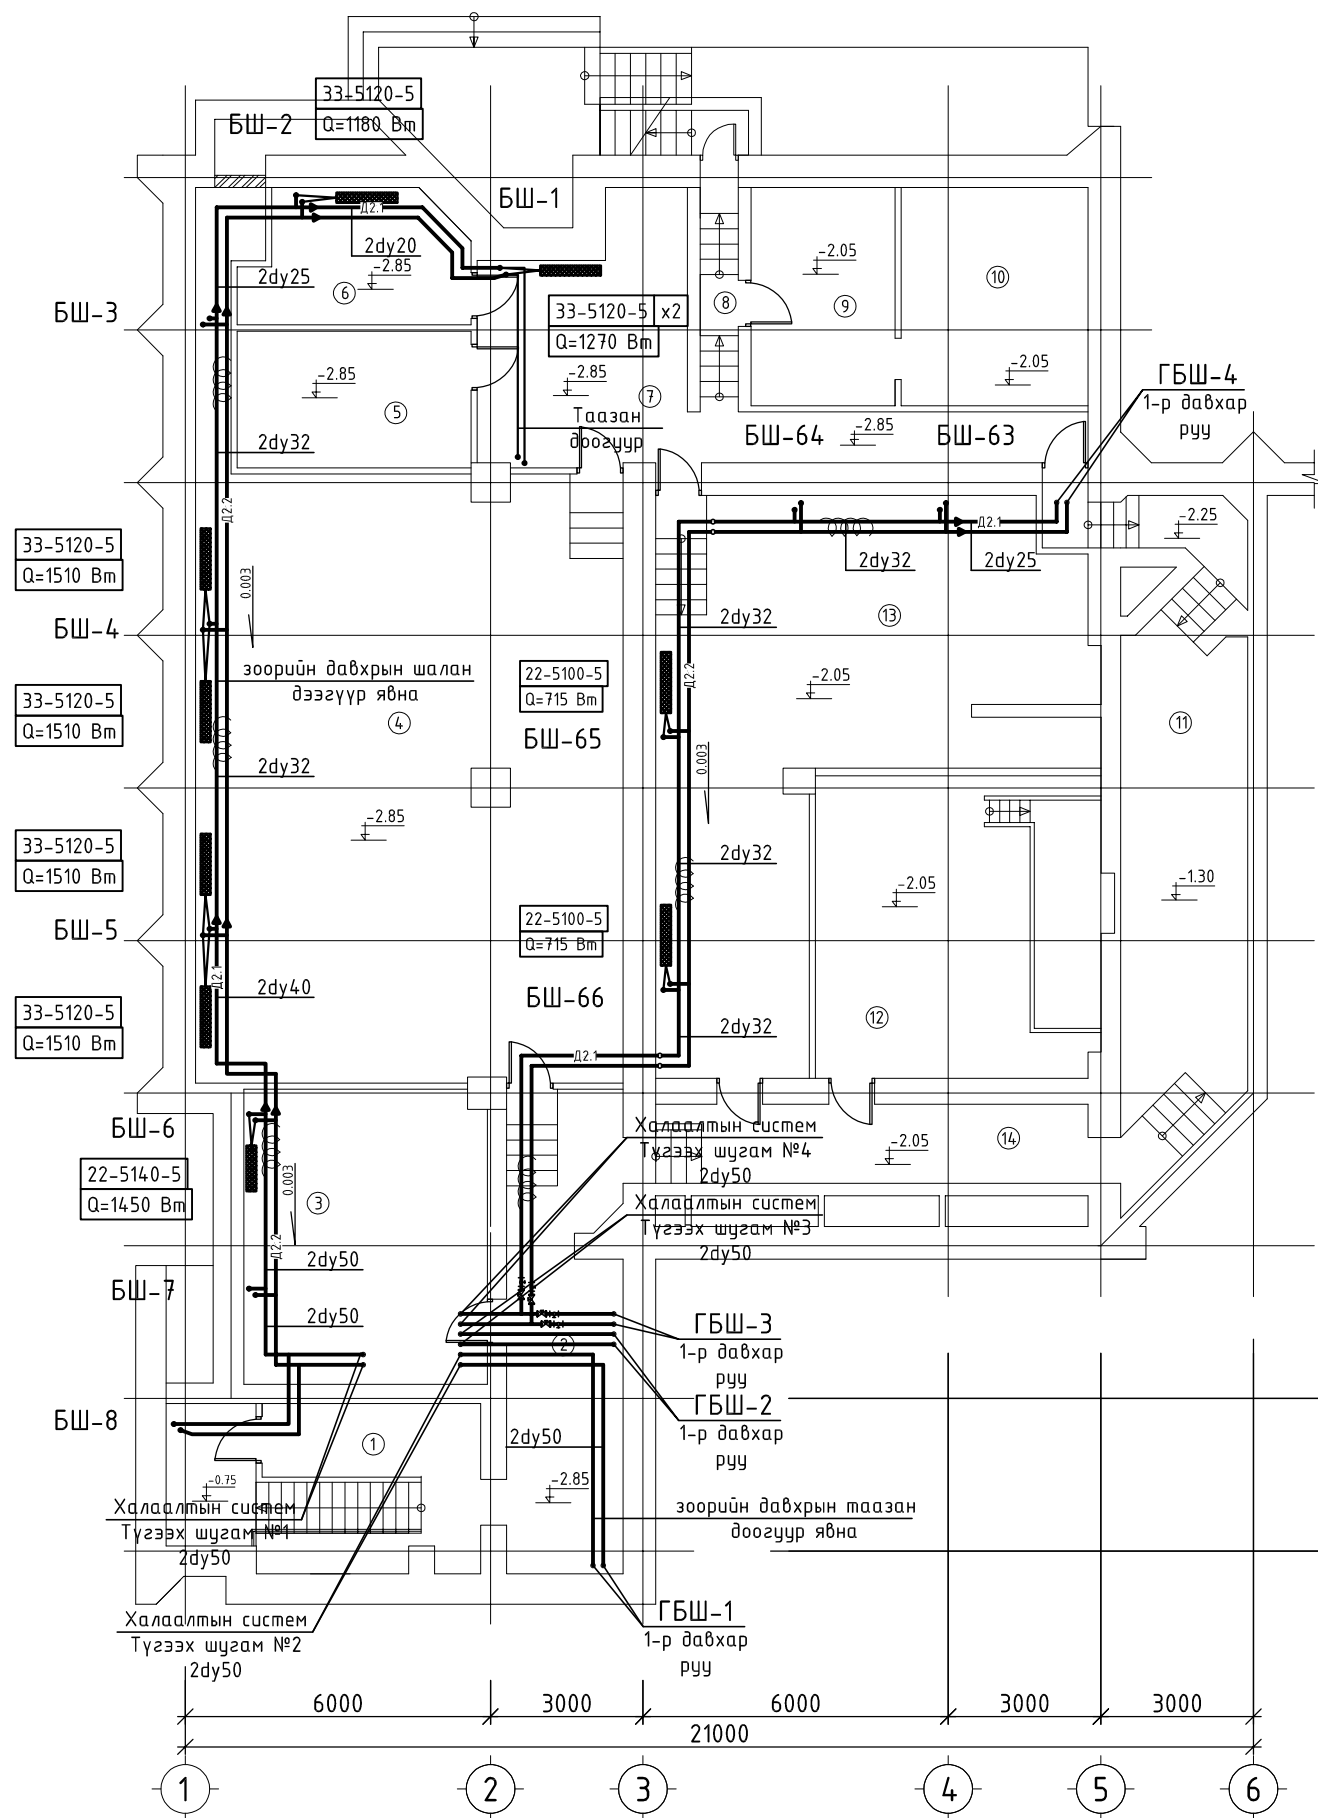 33-5120-5
Q=1180 Вт
БШ-2
БШ-1
Д2.1
2dy20
-2.85
2dy25
6
БШ-3
33-5120-5 x2
Q=1270 Вт
8
-2.05
9
10
-2.85
5
-2.85
7
-2.05
ГБШ-4
1-р давхар
руу
Таазан
доогуур
БШ-64
-2.85
БШ-63
2dy32
Д2.2
Д2.1
-2.25
33-5120-5
Q=1510 Вт
0.003
2dy32
2dy25
БШ-4
2dy32
13
зоорийн давхрын шалан
дээгүүр явна
33-5120-5
Q=1510 Вт
4
22-5100-5
Q=715 Вт
Д2.2
-2.05
11
БШ-65
0.003
2dy32
-2.85
33-5120-5
Q=1510 Вт
2dy32
-2.05
-1.30
БШ-5
22-5100-5
Q=715 Вт
Д2.1
2dy40
БШ-66
33-5120-5
Q=1510 Вт
12
2dy32
Д2.1
БШ-6
Халаалтын систем
Түгээх шугам №4
2dy50
-2.05
14
22-5140-5
Q=1450 Вт
0.003
3
Халаалтын систем
Түгээх шугам №3
2dy50
Д2.2
2dy50
БШ-7
2dy50
2
ГБШ-3
1-р давхар
руу
ГБШ-2
1-р давхар
руу
БШ-8
1
2dy50
-0.75
-2.85
Халаалтын систем
Түгээх шугам №1
2dy50
зоорийн давхрын таазан
доогуур явна
Халаалтын систем
Түгээх шугам №2
2dy50
ГБШ-1
1-р давхар
руу
6000 3000 6000 3000 3000
21000
1 2 3 4 5 6